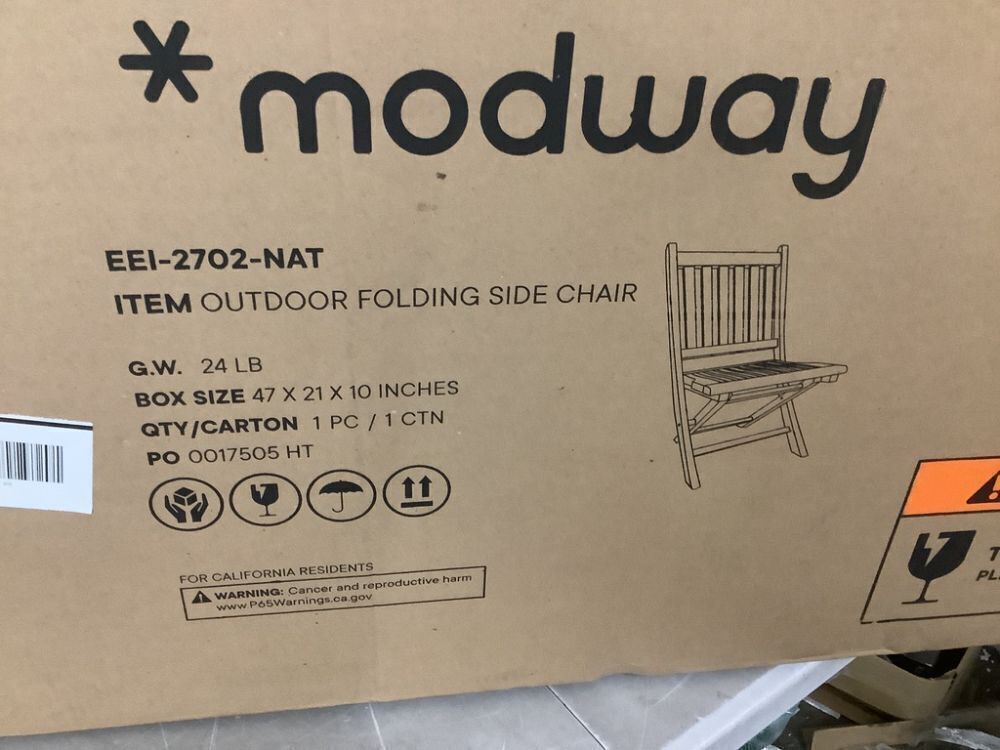 *modway
EEI-2702-NAT
ITEM OUTDOOR FOLDING SIDE CHAIR
G.W. 24 LB
BOX SIZE 47 X 21 X 10 INCHES
QTY/CARTON 1 PC / 1 CTN
PO 0017505 HT
FOR CALIFORNIA RESIDENTS
WARNING: Cancer and reproductive harm
www.P65Warnings.ca.gov